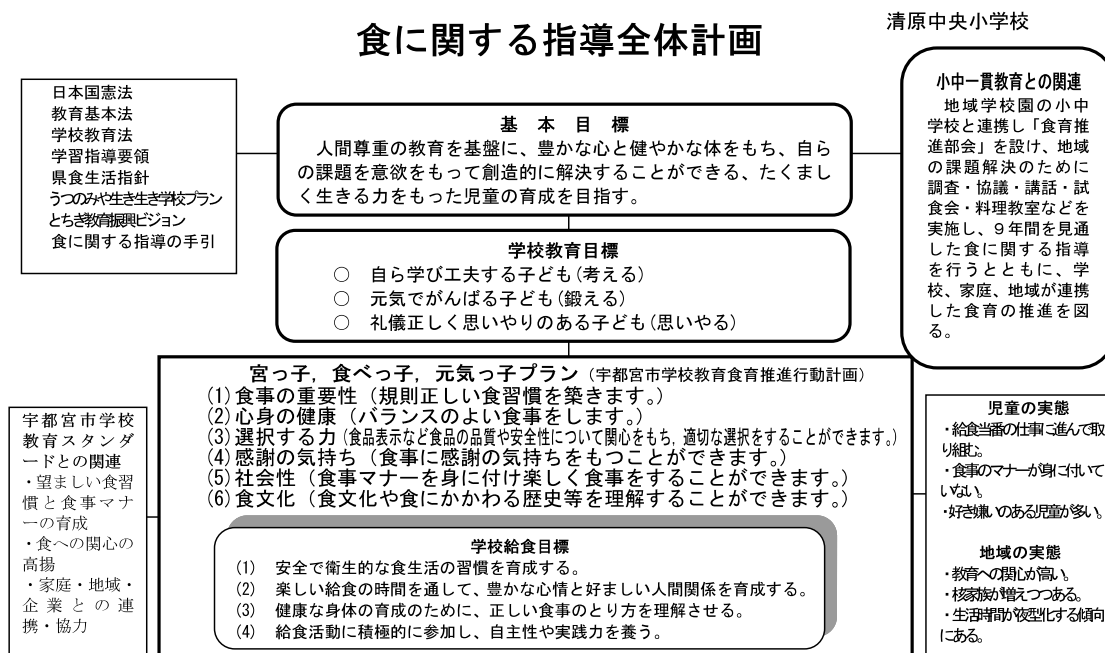 清原中央小学校
食に関する指導全体計画
日本国憲法
教育基本法
学校教育法
学習指導要領
県食生活指針
うつのみや生き生き学校プラン
とちぎ教育振興ビジョン
食に関する指導の手引
基本目標
人間尊重の教育を基盤に、豊かな心と健やかな体をもち、自ら
の課題を意欲をもって創造的に解決することができる、たくま
しく生きる力をもった児童の育成を目指す。
小中一貫教育との関連
地域学校園の小中
学校と連携し「食育推
進部会」を設け、地域
の課題解決のために
調査・協議・講話・試
食会・料理教室などを
実施し、９年間を見通
した食に関する指導
を行うとともに、学
校、家庭、地域が連携
した食育の推進を図
る。
学校教育目標
○ 自ら学び工夫する子ども(考える)
○ 元気でがんばる子ども(鍛える)
○ 礼儀正しく思いやりのある子ども(思いやる)
宮っ子，食べっ子，元気っ子プラン（宇都宮市学校教育食育推進行動計画）
(1)食事の重要性（規則正しい食習慣を築きます。）
(2)心身の健康（バランスのよい食事をします。）
(3)選択する力（食品表示など食品の品質や安全性について関心をもち，適切な選択をすることができます。）
(4)感謝の気持ち（食事に感謝の気持ちをもつことができます。）
(5)社会性（食事マナーを身に付け楽しく食事をすることができます。）
(6)食文化（食文化や食にかかわる歴史等を理解することができます。）
宇都宮市学校
教育スタンダ
ードとの関連
・望ましい食習
慣と食事マナ
ーの育成
・食への関心の
高揚
・家庭・地域・
企業との連
携・協力
学校給食目標
(1) 安全で衛生的な食生活の習慣を育成する。
(2) 楽しい給食の時間を通して、豊かな心情と好ましい人間関係を育成する。
(3) 健康な身体の育成のために、正しい食事のとり方を理解させる。
(4) 給食活動に積極的に参加し、自主性や実践力を養う。
児童の実態
・給食当番の仕事に進んで取
り組む。
・食事のマナーが身に付いて
いない。
・好き嫌いのある児童が多い。
地域の実態
・教育への関心が高い。
・核家族が増えつつある。
・生活時間が夜型化する傾向
にある。